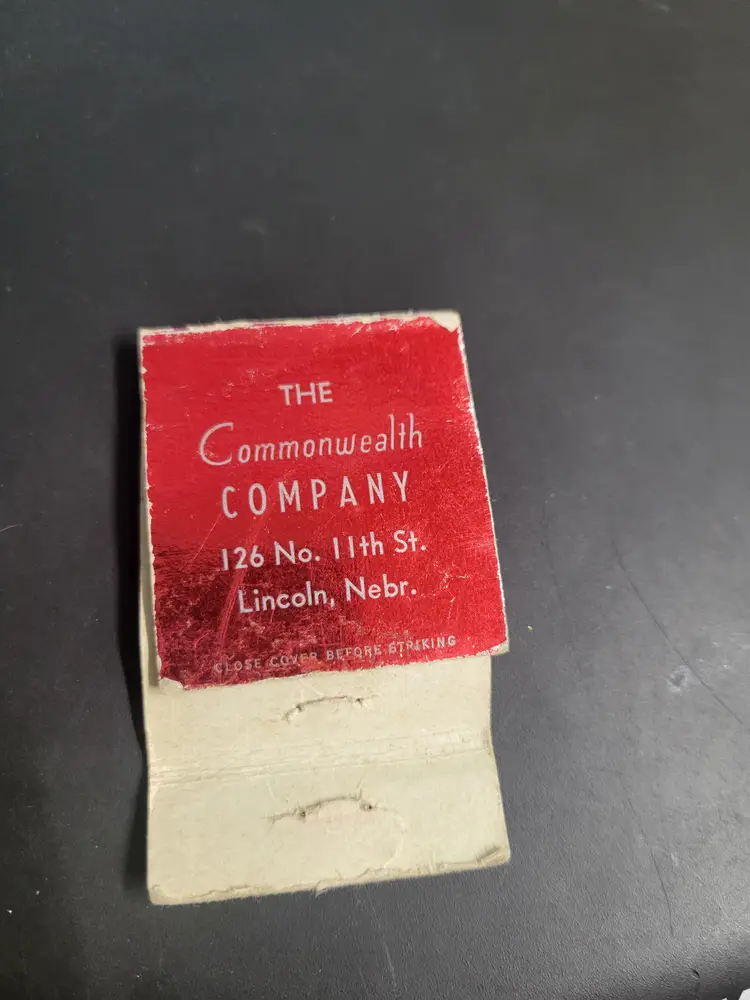 THE
Commonwealth
COMPANY
126 No. 11th St.
Lincoln, Nebr.
CLOSE COVER BEFORE STRIKING